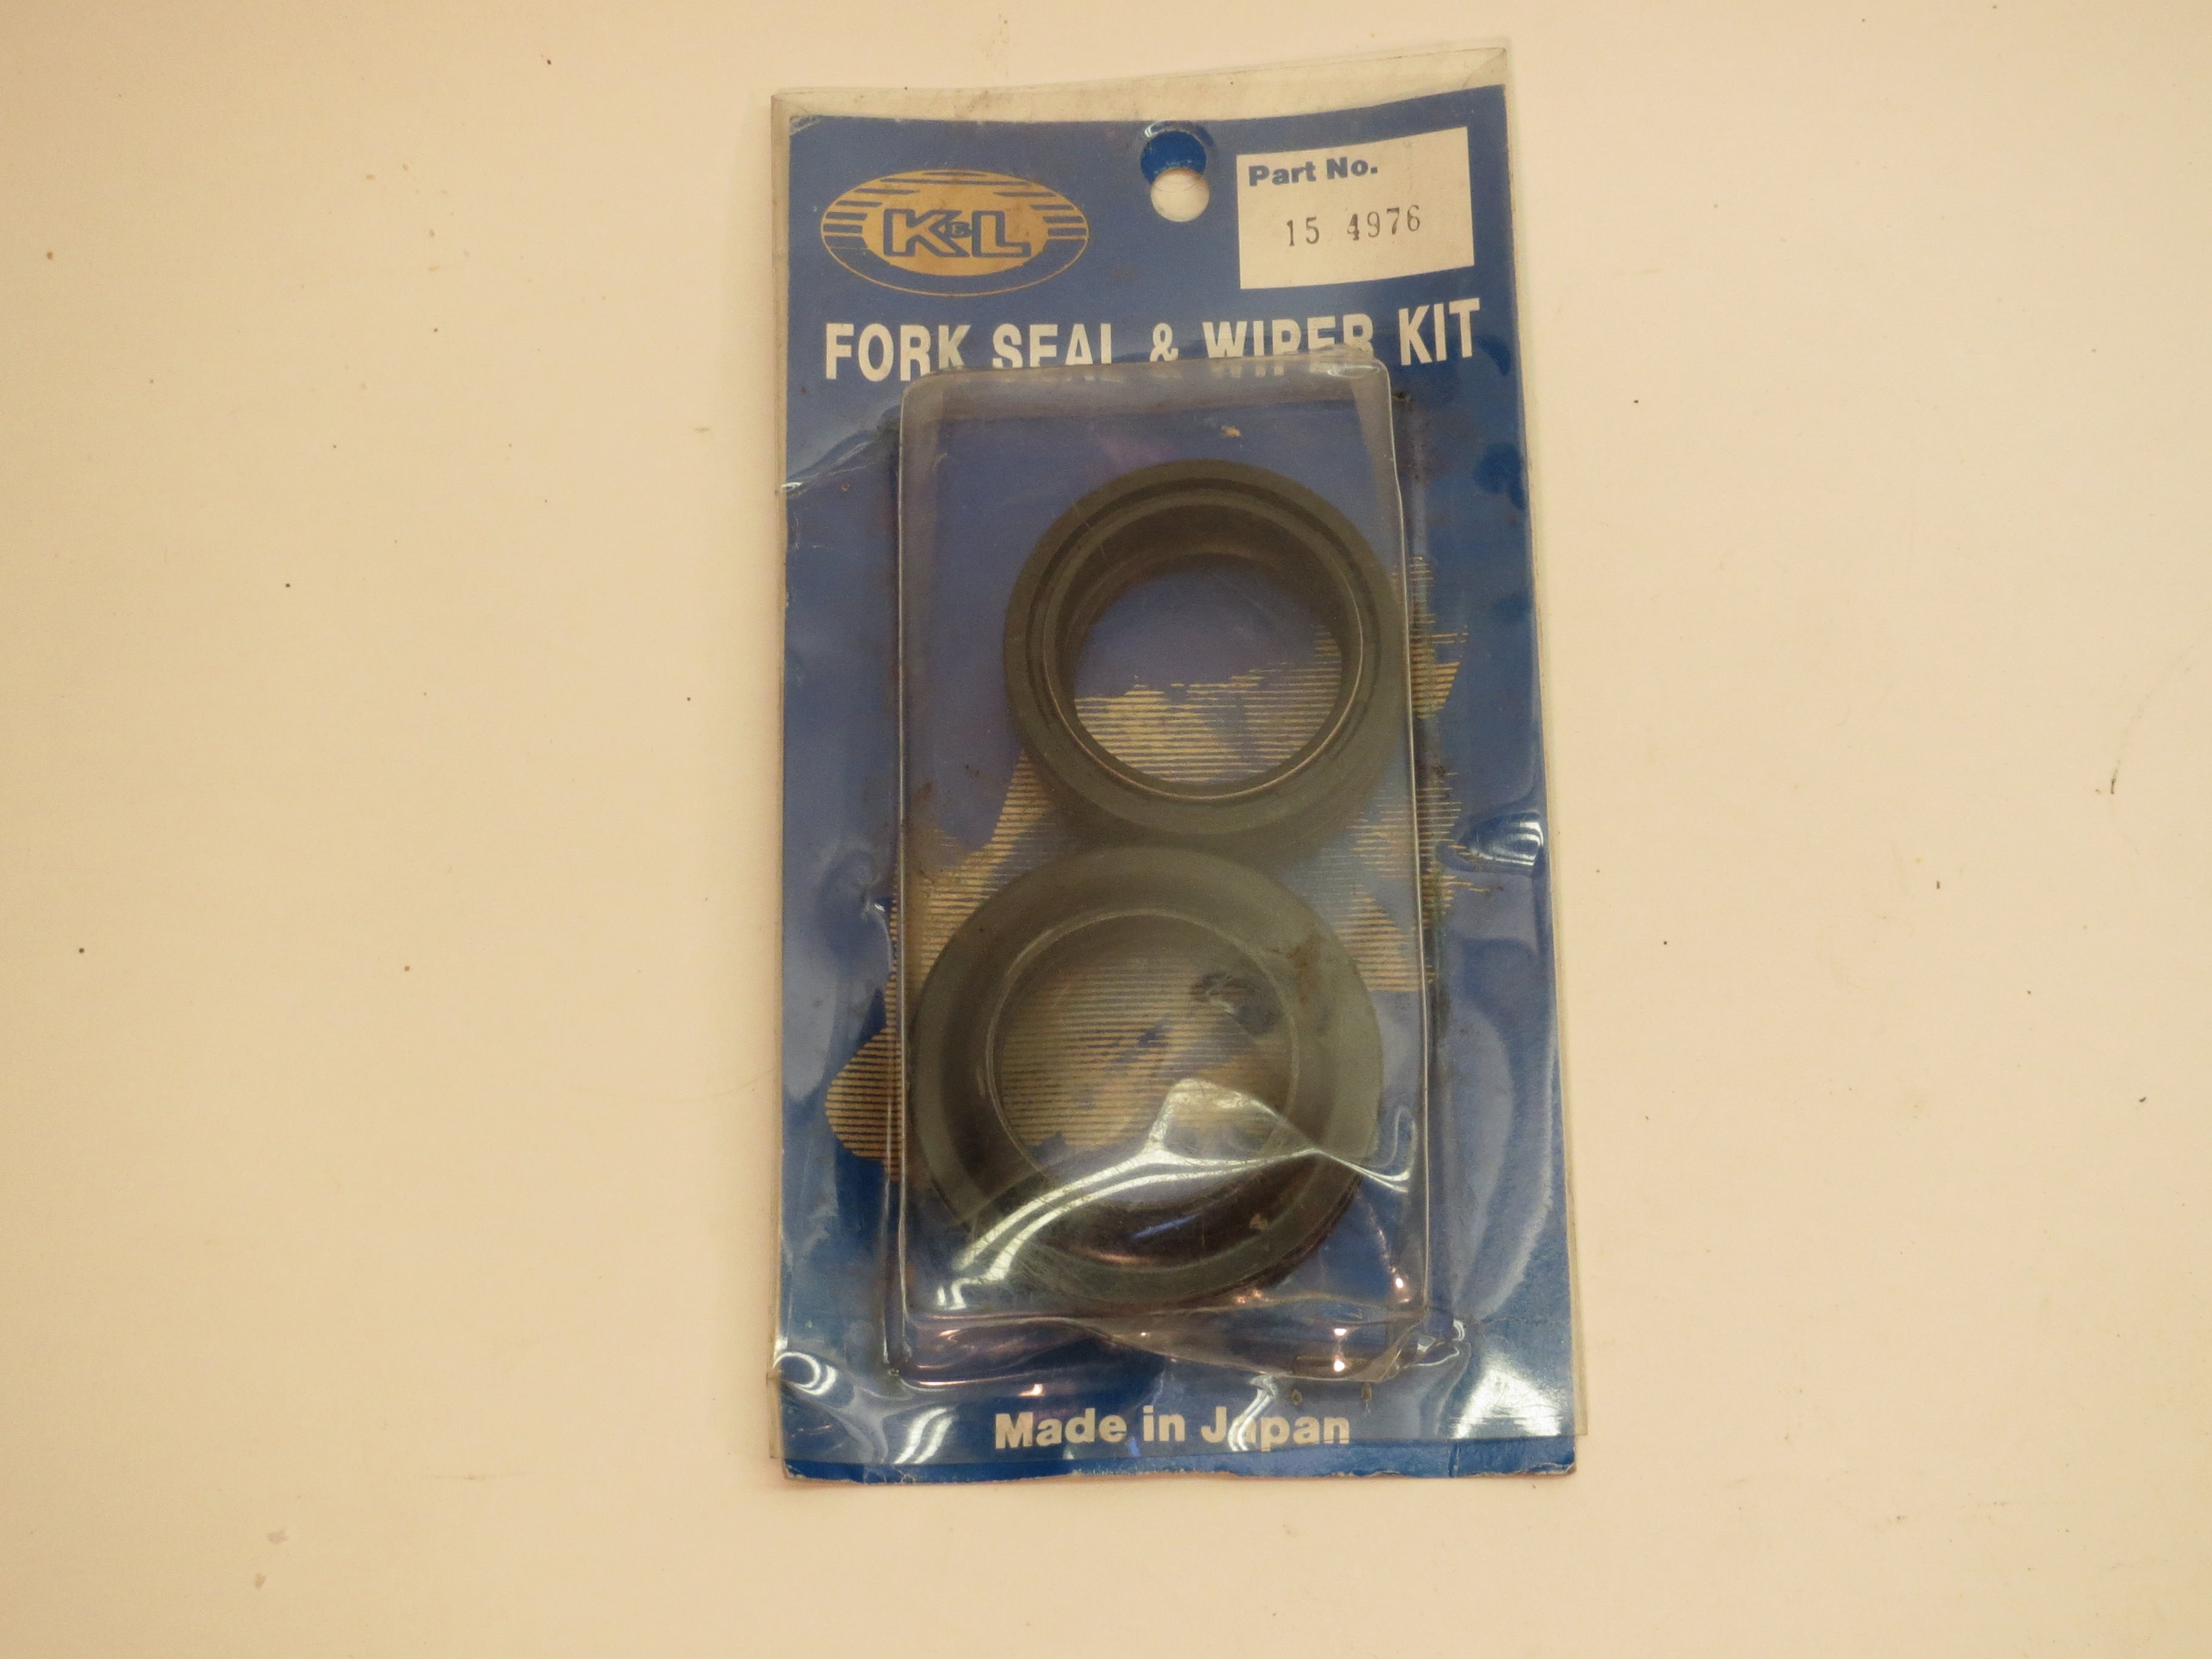 K&L
Part No.
15 4976
FORK SEAL & WIPER KIT
Made in Japan